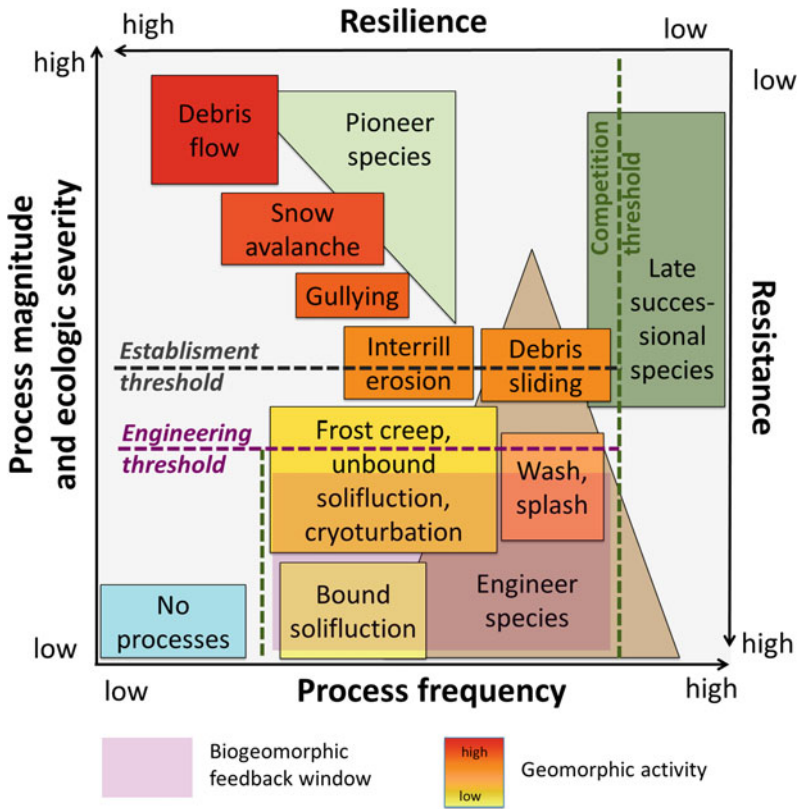 Resilience
high
low
high
low
Process magnitude
and ecologic severity
Debris
flow
Pioneer
species
Competition
threshold
Snow
avalanche
Gullying
Late
succes-
sional
species
Resistance
Establisment
threshold
Interrill
erosion
Debris
sliding
Engineering
threshold
Frost creep,
unbound
solifluction,
cryoturbation
Wash,
splash
No
processes
Bound
solifluction
Engineer
species
low
high
low
Process frequency
high
Biogeomorphic
feedback window
high
low
Geomorphic activity